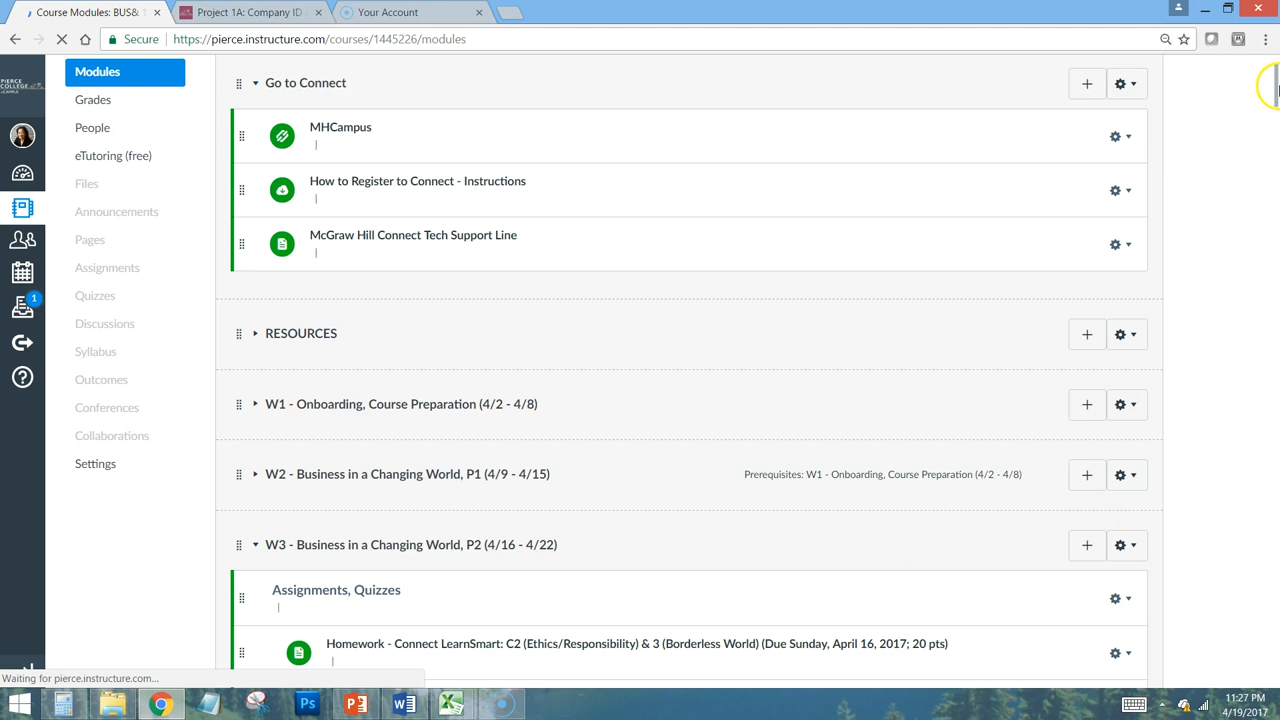 Course Modules: BUS& 1
Project 1A: Company ID
Your Account
Secure
https://pierce.instructure.com/courses/1445226/modules
PIERCE
COLLEGE
Modules
Grades
People
eTutoring (free)
Files
Announcements
Pages
Assignments
Quizzes
Discussions
Syllabus
Outcomes
Conferences
Collaborations
Settings
1
Go to Connect
MHCampus
How to Register to Connect - Instructions
McGraw Hill Connect Tech Support Line
RESOURCES
W1 - Onboarding, Course Preparation (4/2 - 4/8)
W2 - Business in a Changing World, P1 (4/9 - 4/15)
Prerequisites: W1 - Onboarding, Course Preparation (4/2 - 4/8)
W3 - Business in a Changing World, P2 (4/16 - 4/22)
Assignments, Quizzes
Homework - Connect LearnSmart: C2 (Ethics/Responsibility) & 3 (Borderless World) (Due Sunday, April 16, 2017; 20 pts)
Waiting for pierce.instructure.com...
11:27 PM
4/19/2017